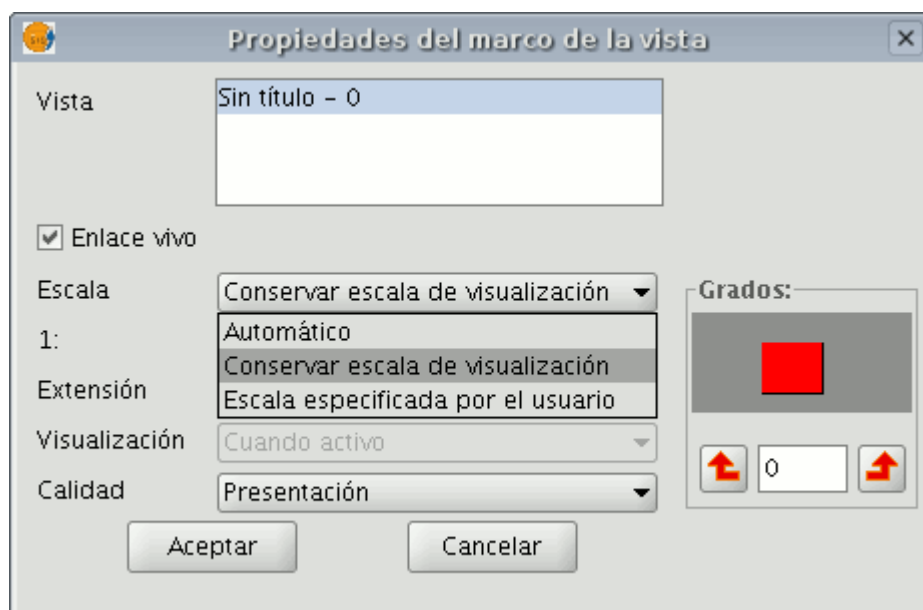 Propiedades del marco de la vista
Vista
Sin título – 0
Enlace vivo
Escala
Conservar escala de visualización
Grados:
1:
Automático
Conservar escala de visualización
Extensión
Escala especificada por el usuario
Visualización
Cuando activo
0
Calidad
Presentación
Aceptar
Cancelar